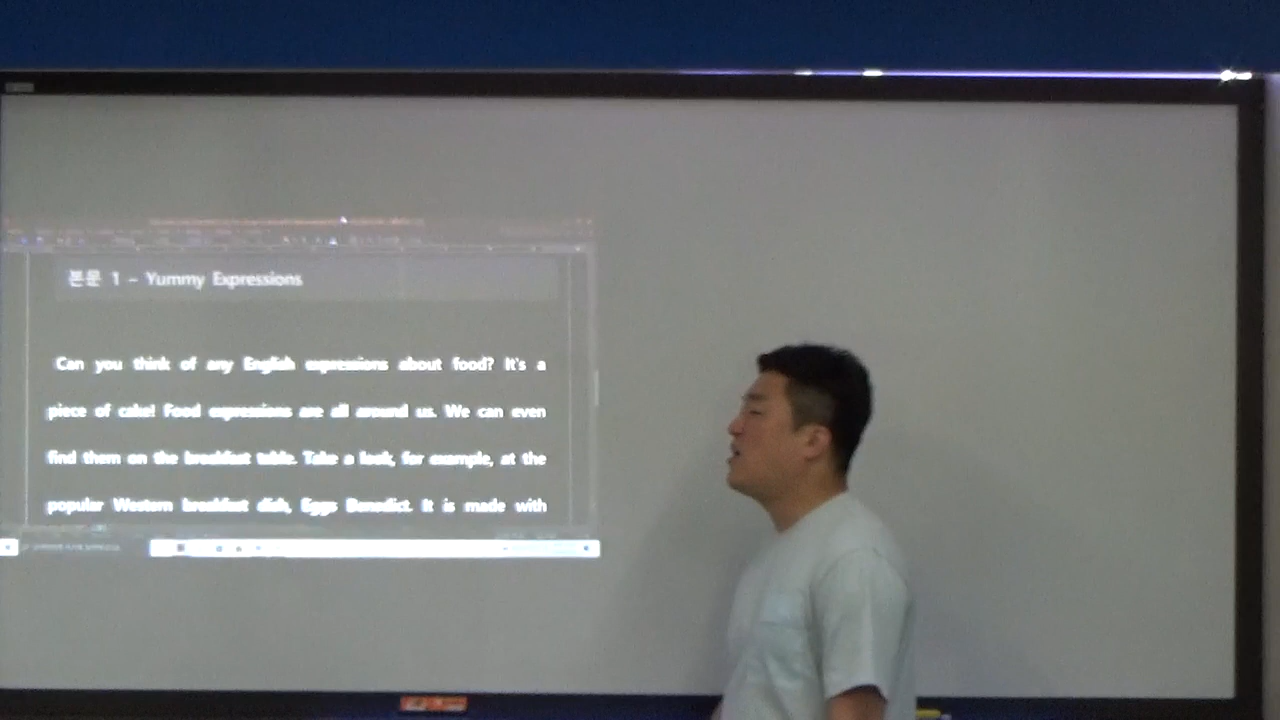 본문 1 - Yummy Expressions
Can you think of any English expressions about food? It's a
piece of cake! Food expressions are all around us. We can even
find them on the breakfast table. Take a look, for example, at the
popular Western breakfast dish, Eggs Benedict. It is made with